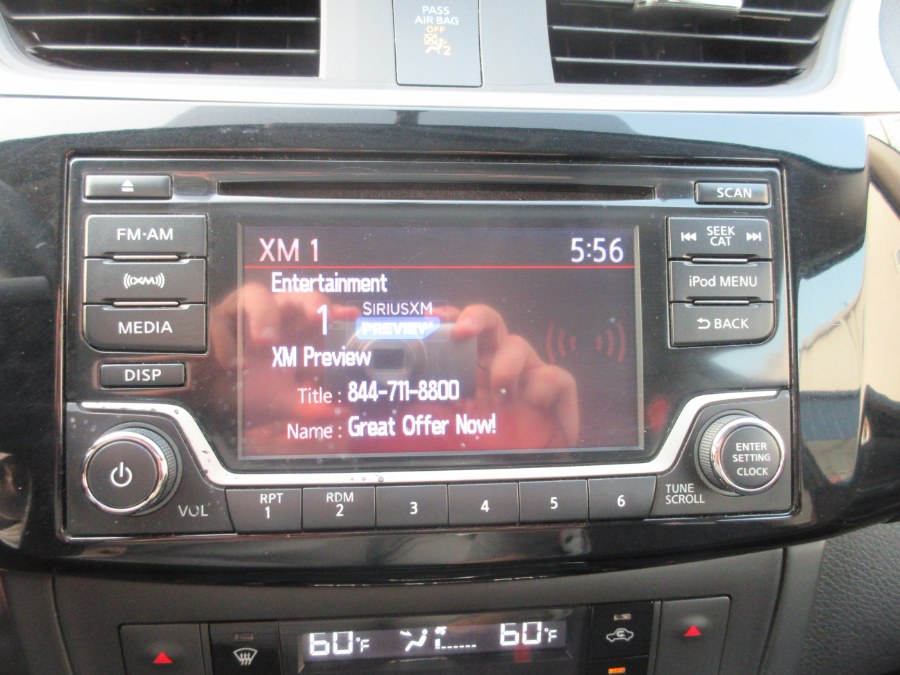 PASS
AIR BAG
OFF
2
SCAN
FM·AM
XM
MEDIA
DISP
SEEK
CAT
iPod MENU
BACK
XM 1 5:56
Entertainment
1 SIRIUSXM
PREVIEW
XM Preview
Title : 844-711-8800
Name : Great Offer Now!
VOL
ENTER
SETTING
CLOCK
TUNE
SCROLL
RPT RDM
1 2 3 4 5 6
60°F 60°F